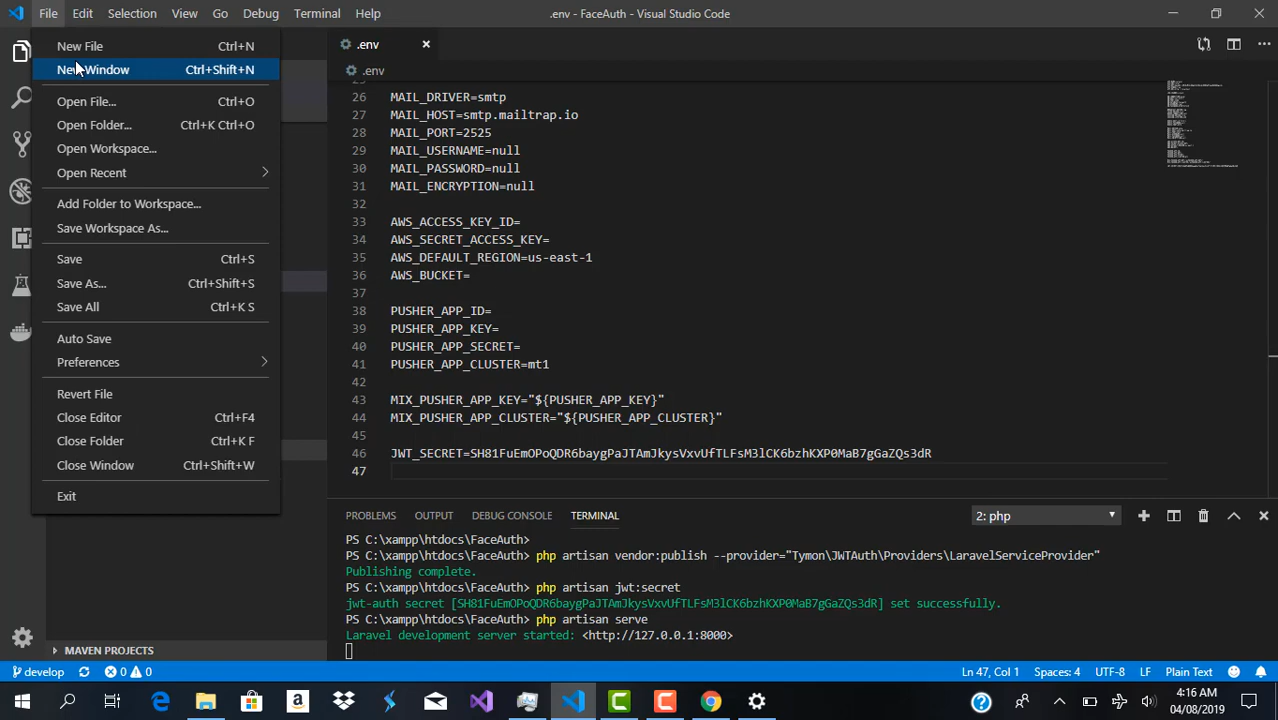 File Edit Selection View Go Debug Terminal Help .env - FaceAuth - Visual Studio Code
New File Ctrl+N
New Window Ctrl+Shift+N
Open File... Ctrl+O
Open Folder... Ctrl+K Ctrl+O
Open Workspace...
Open Recent
Add Folder to Workspace...
Save Workspace As...
Save Ctrl+S
Save As... Ctrl+Shift+S
Save All Ctrl+K S
Auto Save
Preferences
Revert File
Close Editor Ctrl+F4
Close Folder Ctrl+K F
Close Window Ctrl+Shift+W
Exit
MAVEN PROJECTS
.env
.env
26 MAIL_DRIVER=smtp
27 MAIL_HOST=smtp.mailtrap.io
28 MAIL_PORT=2525
29 MAIL_USERNAME=null
30 MAIL_PASSWORD=null
31 MAIL_ENCRYPTION=null
32
33 AWS_ACCESS_KEY_ID=
34 AWS_SECRET_ACCESS_KEY=
35 AWS_DEFAULT_REGION=us-east-1
36 AWS_BUCKET=
37
38 PUSHER_APP_ID=
39 PUSHER_APP_KEY=
40 PUSHER_APP_SECRET=
41 PUSHER_APP_CLUSTER=mt1
42
43 MIX_PUSHER_APP_KEY="${PUSHER_APP_KEY}"
44 MIX_PUSHER_APP_CLUSTER="${PUSHER_APP_CLUSTER}"
45
46 JWT_SECRET=SH81FuEmOPoQDR6baygPaJTAmJkysVxvUfTLFsM3lCK6bzhKXP0MaB7gGaZQs3dR
47
PROBLEMS OUTPUT DEBUG CONSOLE TERMINAL 2: php
PS C:\xampp\htdocs\FaceAuth>
PS C:\xampp\htdocs\FaceAuth> php artisan vendor:publish --provider="Tymon\JWTAuth\Providers\LaravelServiceProvider"
Publishing complete.
PS C:\xampp\htdocs\FaceAuth> php artisan jwt:secret
jwt-auth secret [SH81FuEmOPoQDR6baygPaJTAmJkysVxvUfTLFsM3lCK6bzhKXP0MaB7gGaZQs3dR] set successfully.
PS C:\xampp\htdocs\FaceAuth> php artisan serve
Laravel development server started: <http://127.0.0.1:8000>
develop 0 0 Ln 47, Col 1 Spaces: 4 UTF-8 LF Plain Text
4:16 AM
04/08/2019